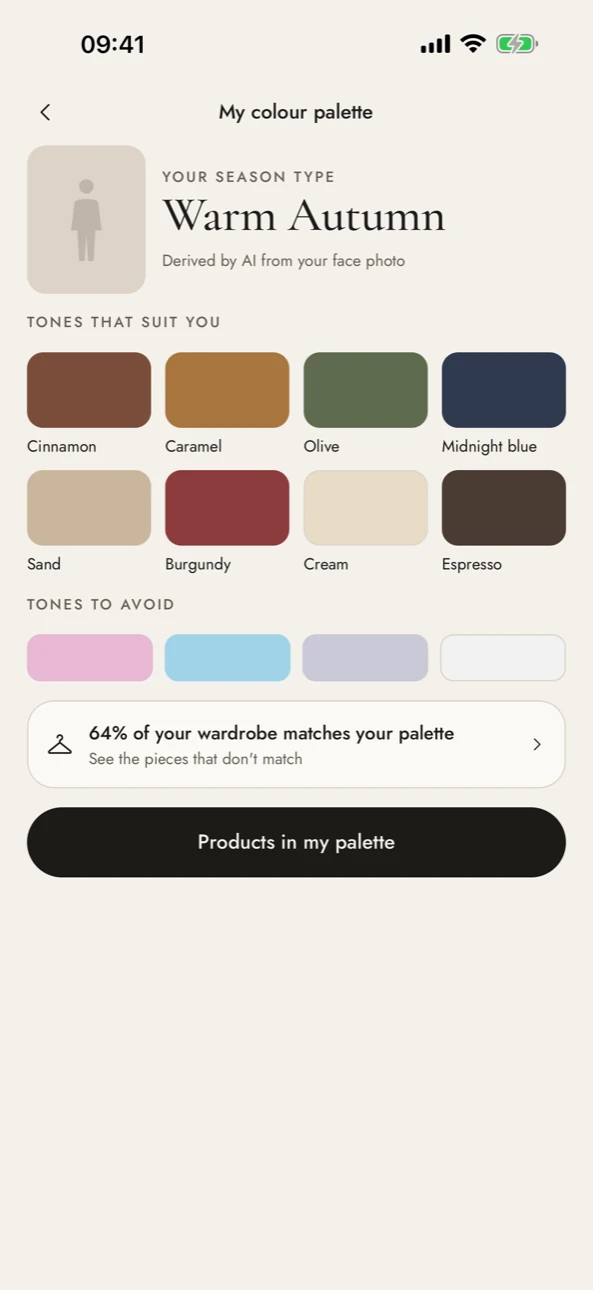 09:41
My colour palette
YOUR SEASON TYPE
Warm Autumn
Derived by AI from your face photo
TONES THAT SUIT YOU
Cinnamon Caramel Olive Midnight blue
Sand Burgundy Cream Espresso
TONES TO AVOID
64% of your wardrobe matches your palette
See the pieces that don't match
Products in my palette